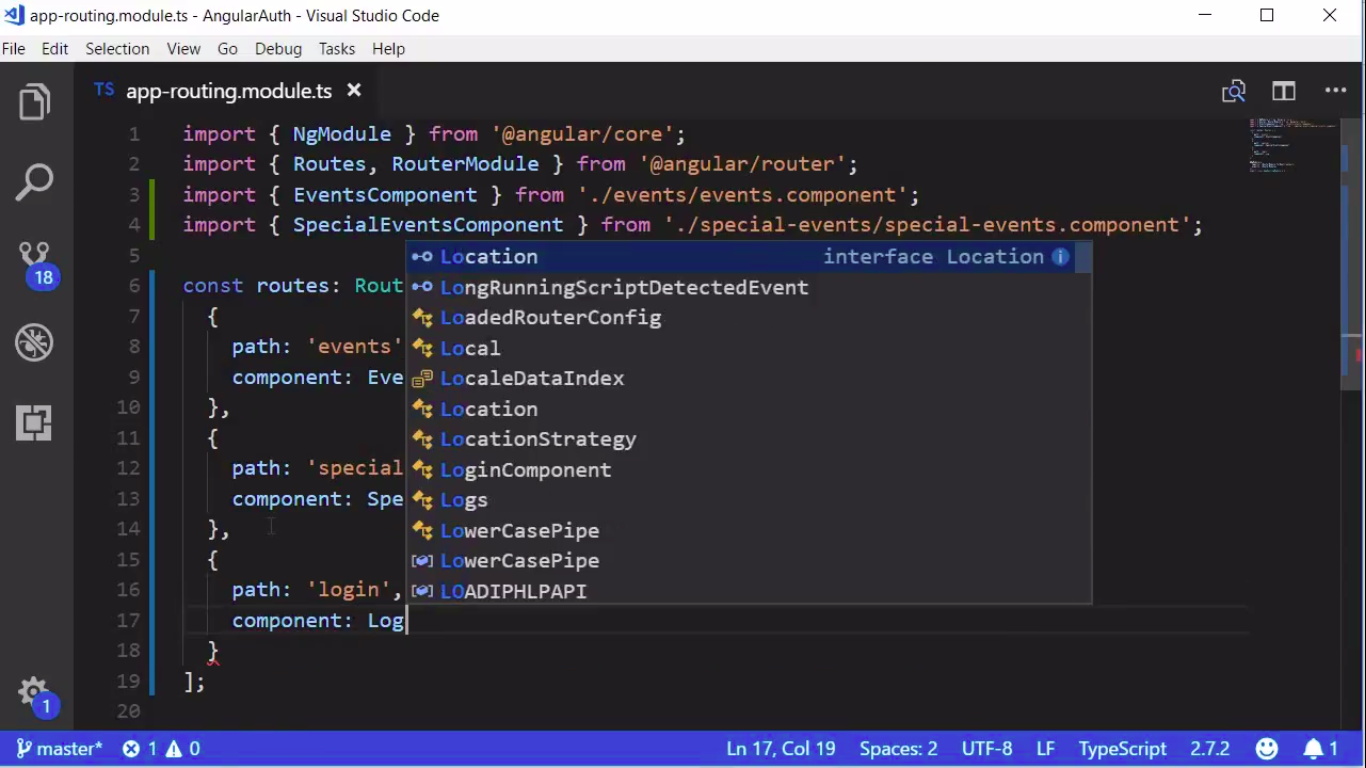 app-routing.module.ts - AngularAuth - Visual Studio Code
File Edit Selection View Go Debug Tasks Help
TS app-routing.module.ts
1 import { NgModule } from '@angular/core';
2 import { Routes, RouterModule } from '@angular/router';
3 import { EventsComponent } from './events/events.component';
4 import { SpecialEventsComponent } from './special-events/special-events.component';
5
6 const routes: Rout
7 {
8 path: 'events'
9 component: Eve
10 },
11 {
12 path: 'special
13 component: Spe
14 },
15 {
16 path: 'login',
17 component: Log
18 }
19 ];
20
Location interface Location
LongRunningScriptDetectedEvent
LoadedRouterConfig
Local
LocaleDataIndex
Location
LocationStrategy
LoginComponent
Logs
LowerCasePipe
LowerCasePipe
LOADIPHLPAPI
18
1
master* 1 0 Ln 17, Col 19 Spaces: 2 UTF-8 LF TypeScript 2.7.2 1